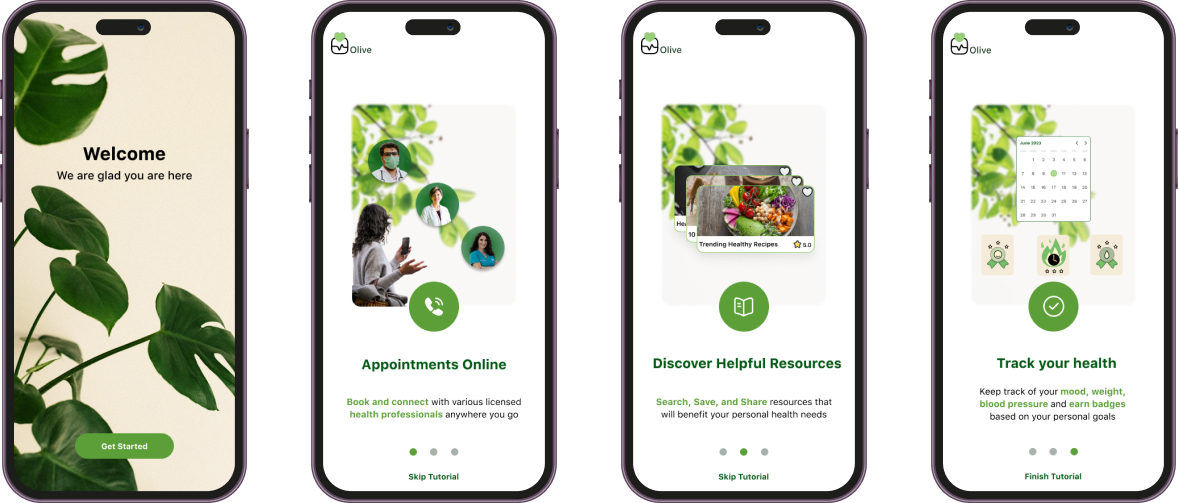 Welcome
We are glad you are here
Get Started
Olive
Appointments Online
Book and connect with various licensed
health professionals anywhere you go
Skip Tutorial
Olive
Hea
10
Trending Healthy Recipes
5.0
Discover Helpful Resources
Search, Save, and Share resources that
will benefit your personal health needs
Skip Tutorial
Olive
June 2023
1 2 3 4 5 6
7 8 9 10 11 12 13
14 15 16 17 18 19 20
21 22 23 24 25 26 27
28 29 30 31
Track your health
Keep track of your mood, weight,
blood pressure and earn badges
based on your personal goals
Finish Tutorial